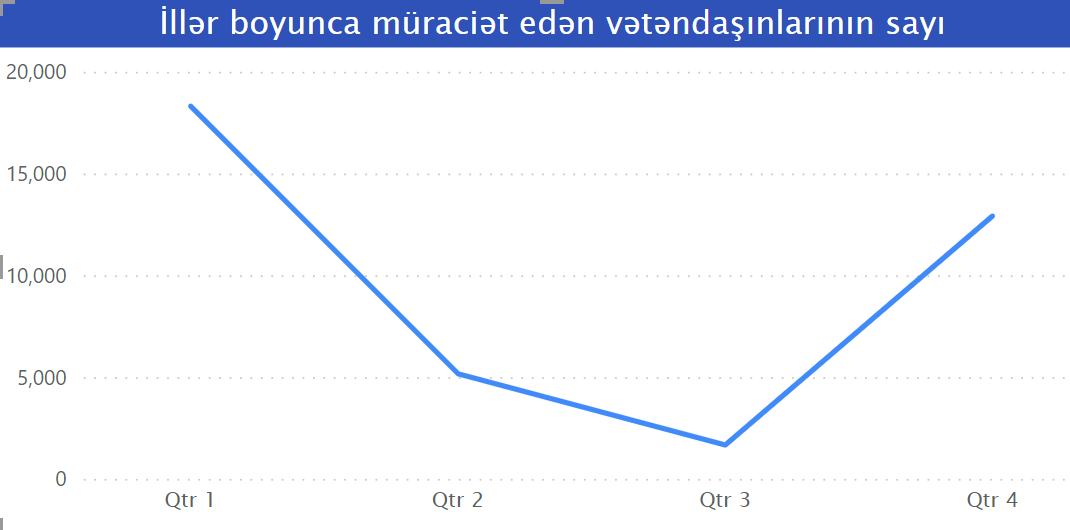 İllər boyunca müraciət edən vətəndaşınlarının sayı
20,000
15,000
10,000
5,000
0
Qtr 1 Qtr 2 Qtr 3 Qtr 4